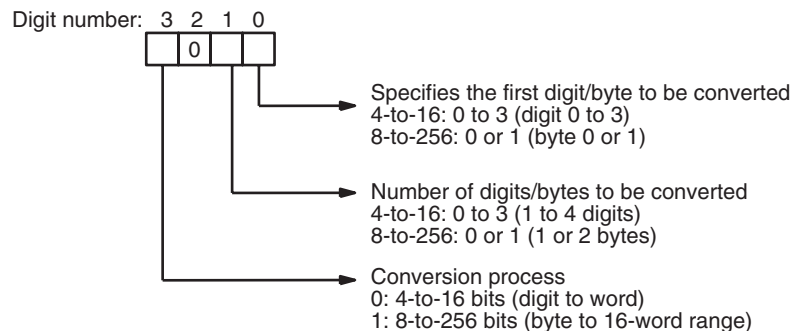 Digit number: 3 2 1 0
0
Specifies the first digit/byte to be converted
4-to-16: 0 to 3 (digit 0 to 3)
8-to-256: 0 or 1 (byte 0 or 1)
Number of digits/bytes to be converted
4-to-16: 0 to 3 (1 to 4 digits)
8-to-256: 0 or 1 (1 or 2 bytes)
Conversion process
0: 4-to-16 bits (digit to word)
1: 8-to-256 bits (byte to 16-word range)